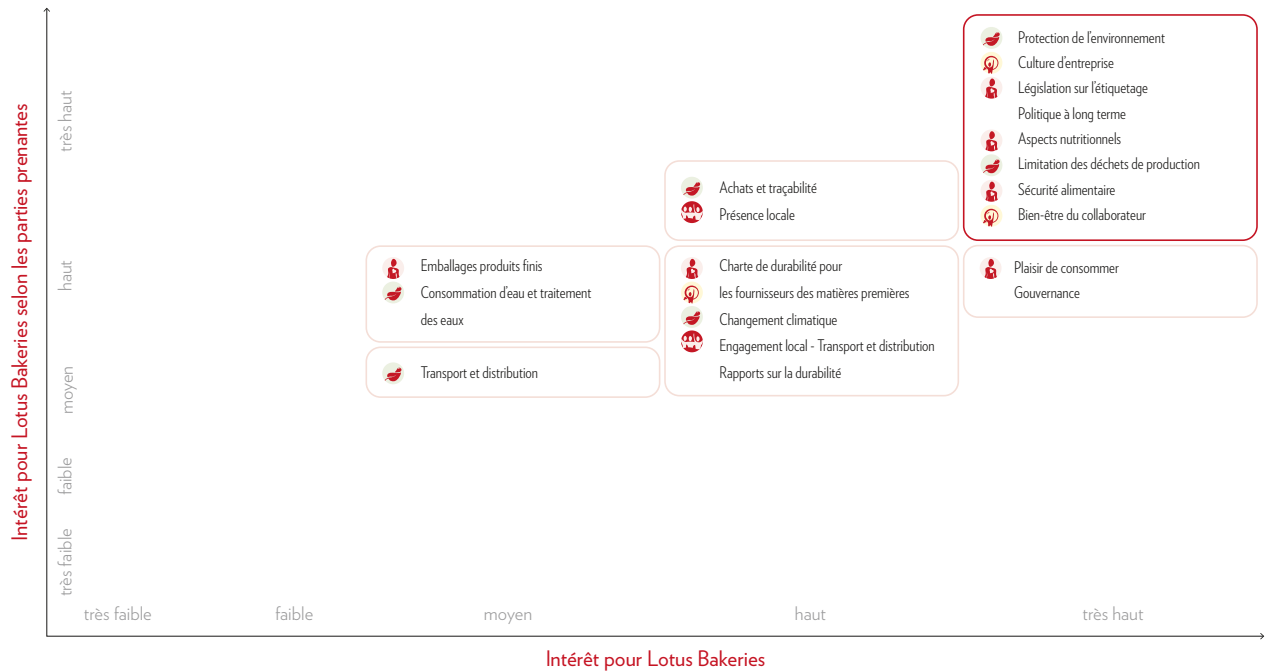 Intérêt pour Lotus Bakeries selon les parties prenantes
très haut
haut
moyen
faible
très faible
Protection de l'environnement
Culture d'entreprise
Législation sur l'étiquetage
Politique à long terme
Aspects nutritionnels
Limitation des déchets de production
Sécurité alimentaire
Bien-être du collaborateur
Achats et traçabilité
Présence locale
Emballages produits finis
Consommation d'eau et traitement
des eaux
Transport et distribution
Charte de durabilité pour
les fournisseurs des matières premières
Changement climatique
Engagement local - Transport et distribution
Rapports sur la durabilité
Plaisir de consommer
Gouvernance
très faible
faible
moyen
haut
très haut
Intérêt pour Lotus Bakeries